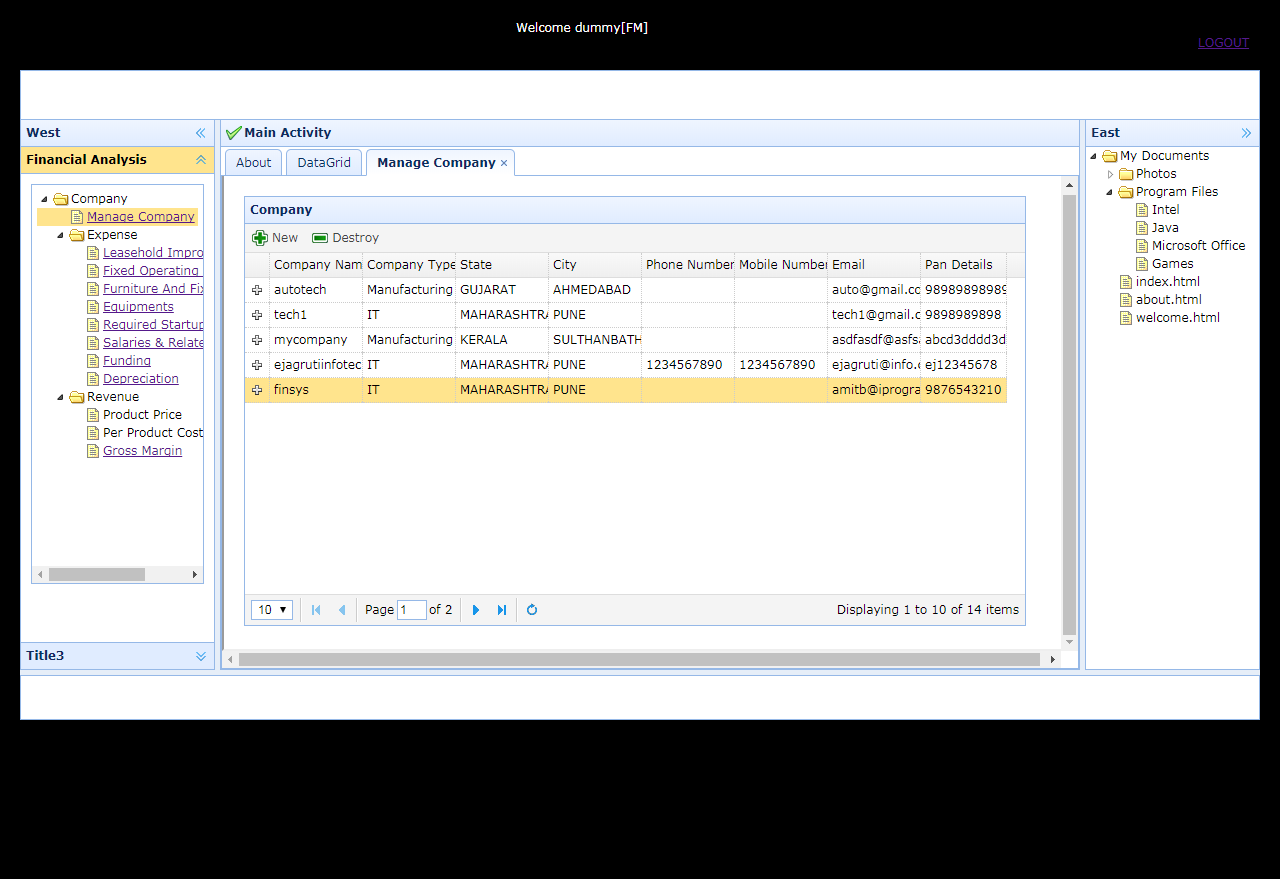 Welcome dummy[FM]
LOGOUT
West
Financial Analysis
Company
Manage Company
Expense
Leasehold Impro
Fixed Operating
Furniture And Fix
Equipments
Required Startup
Salaries & Relate
Funding
Depreciation
Revenue
Product Price
Per Product Cost
Gross Margin
Title3
Main Activity
About DataGrid Manage Company ×
Company
New Destroy
Company Nam Company Type State City Phone Number Mobile Number Email Pan Details
autotech Manufacturing GUJARAT AHMEDABAD auto@gmail.co 98989898989
tech1 IT MAHARASHTRA PUNE tech1@gmail.c 9898989898
mycompany Manufacturing KERALA SULTHANBATH asdfasdf@asfsa abcd3dddd3d
ejagrutiinfotec IT MAHARASHTRA PUNE 1234567890 1234567890 ejagruti@info.c ej12345678
finsys IT MAHARASHTRA PUNE amitb@iprogra 9876543210
10 Page 1 of 2 Displaying 1 to 10 of 14 items
East
My Documents
Photos
Program Files
Intel
Java
Microsoft Office
Games
index.html
about.html
welcome.html